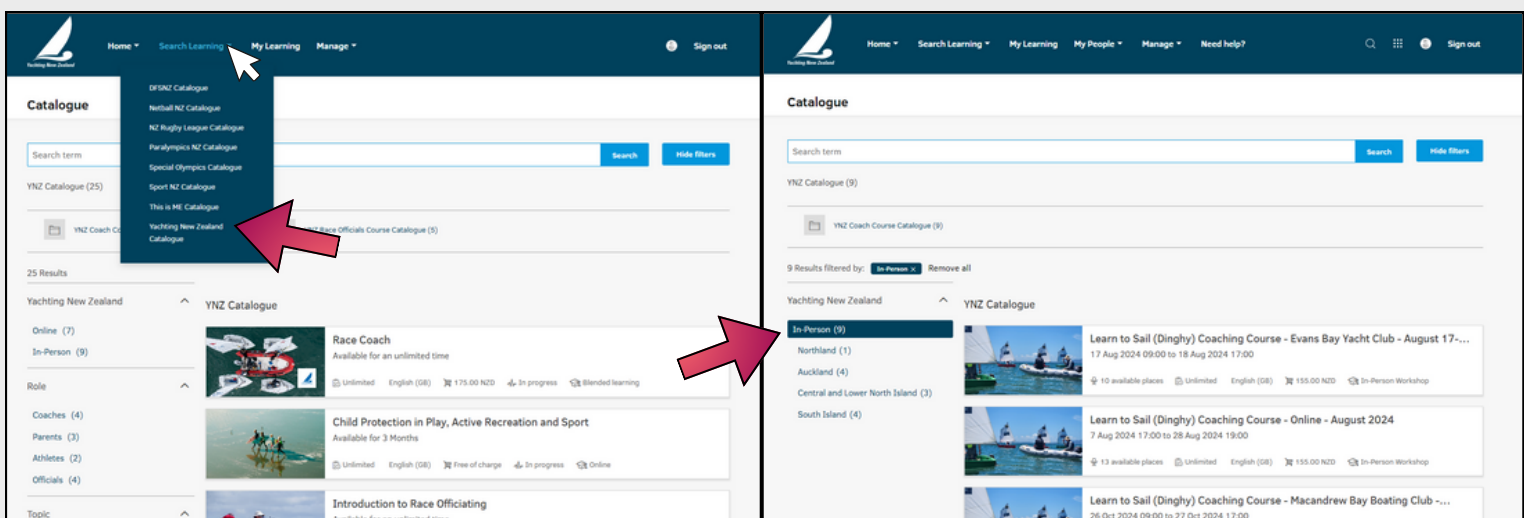 Yachting New Zealand
Home
Search Learning
My Learning
Manage
Sign out
DFSNZ Catalogue
Netball NZ Catalogue
NZ Rugby League Catalogue
Paralympics NZ Catalogue
Special Olympics Catalogue
Sport NZ Catalogue
This is ME Catalogue
Yachting New Zealand
Catalogue
Catalogue
Search term
Search
Hide filters
YNZ Catalogue (25)
YNZ Coach
Race Officials Course Catalogue (5)
25 Results
Yachting New Zealand
Online (7)
In-Person (9)
Role
Coaches (4)
Parents (3)
Athletes (2)
Officials (4)
Topic
YNZ Catalogue
Race Coach
Available for an unlimited time
Unlimited English (GB) 175.00 NZD In progress Blended learning
Child Protection in Play, Active Recreation and Sport
Available for 3 Months
Unlimited English (GB) Free of charge In progress Online
Introduction to Race Officiating
Available for an unlimited time
Yachting New Zealand
Home
Search Learning
My Learning
My People
Manage
Need help?
Sign out
Catalogue
Search term
Search
Hide filters
YNZ Catalogue (9)
YNZ Coach Course Catalogue (9)
9 Results filtered by: In-Person x Remove all
Yachting New Zealand
In-Person (9)
Northland (1)
Auckland (4)
Central and Lower North Island (3)
South Island (4)
YNZ Catalogue
Learn to Sail (Dinghy) Coaching Course - Evans Bay Yacht Club - August 17-...
17 Aug 2024 09:00 to 18 Aug 2024 17:00
10 available places Unlimited English (GB) 155.00 NZD In-Person Workshop
Learn to Sail (Dinghy) Coaching Course - Online - August 2024
7 Aug 2024 17:00 to 28 Aug 2024 19:00
13 available places Unlimited English (GB) 155.00 NZD In-Person Workshop
Learn to Sail (Dinghy) Coaching Course - Macandrew Bay Boating Club -...
26 Oct 2024 09:00 to 27 Oct 2024 17:00